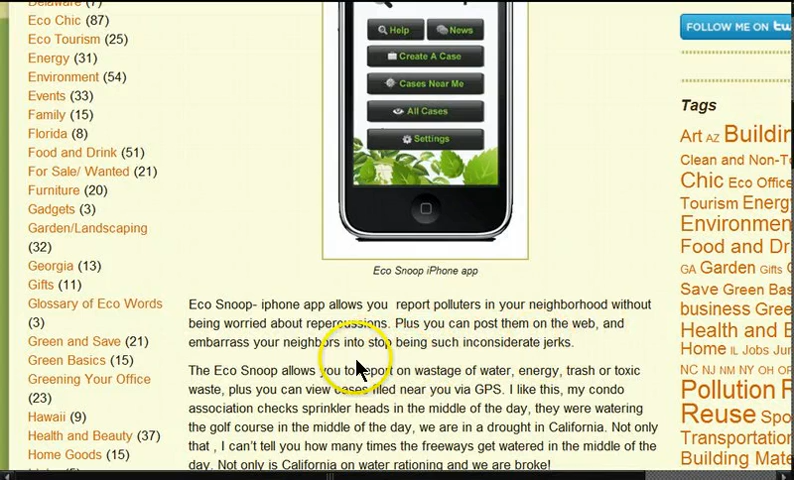 Delaware (7)
Eco Chic (87)
Eco Tourism (25)
Energy (31)
Environment (54)
Events (33)
Family (15)
Florida (8)
Food and Drink (51)
For Sale/ Wanted (21)
Furniture (20)
Gadgets (3)
Garden/Landscaping
(32)
Georgia (13)
Gifts (11)
Glossary of Eco Words
(3)
Green and Save (21)
Green Basics (15)
Greening Your Office
(23)
Hawaii (9)
Health and Beauty (37)
Home Goods (15)
Help News
Create A Case
Cases Near Me
All Cases
Settings
Eco Snoop iPhone app
Eco Snoop- iphone app allows you report polluters in your neighborhood without
being worried about repercussions. Plus you can post them on the web, and
embarrass your neighbors into stop being such inconsiderate jerks.
The Eco Snoop allows you to report on wastage of water, energy, trash or toxic
waste, plus you can view cases filed near you via GPS. I like this, my condo
association checks sprinkler heads in the middle of the day, they were watering
the golf course in the middle of the day, we are in a drought in California. Not only
that , I can't tell you how many times the freeways get watered in the middle of the
day. Not only is California on water rationing and we are broke!
FOLLOW ME ON
Tags
Art AZ Buildin
Clean and Non-To
Chic Eco Office
Tourism Energy
Environmen
Food and Dr
GA Garden Gifts
Save Green Bas
business Gree
Health and B
Home IL Jobs Jun
NC NJ NM NY OH OR
Pollution
Reuse Spo
Transportation
Building Mate